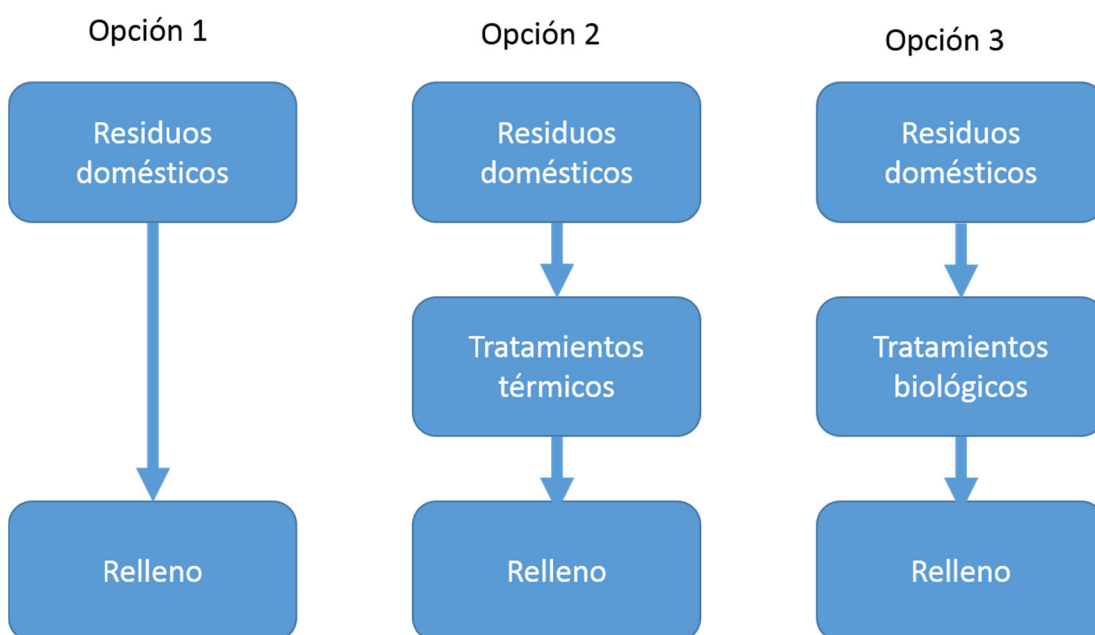 Opción 1
Opción 2
Opción 3
Residuos
domésticos
Residuos
domésticos
Residuos
domésticos
Tratamientos
térmicos
Tratamientos
biológicos
Relleno
Relleno
Relleno